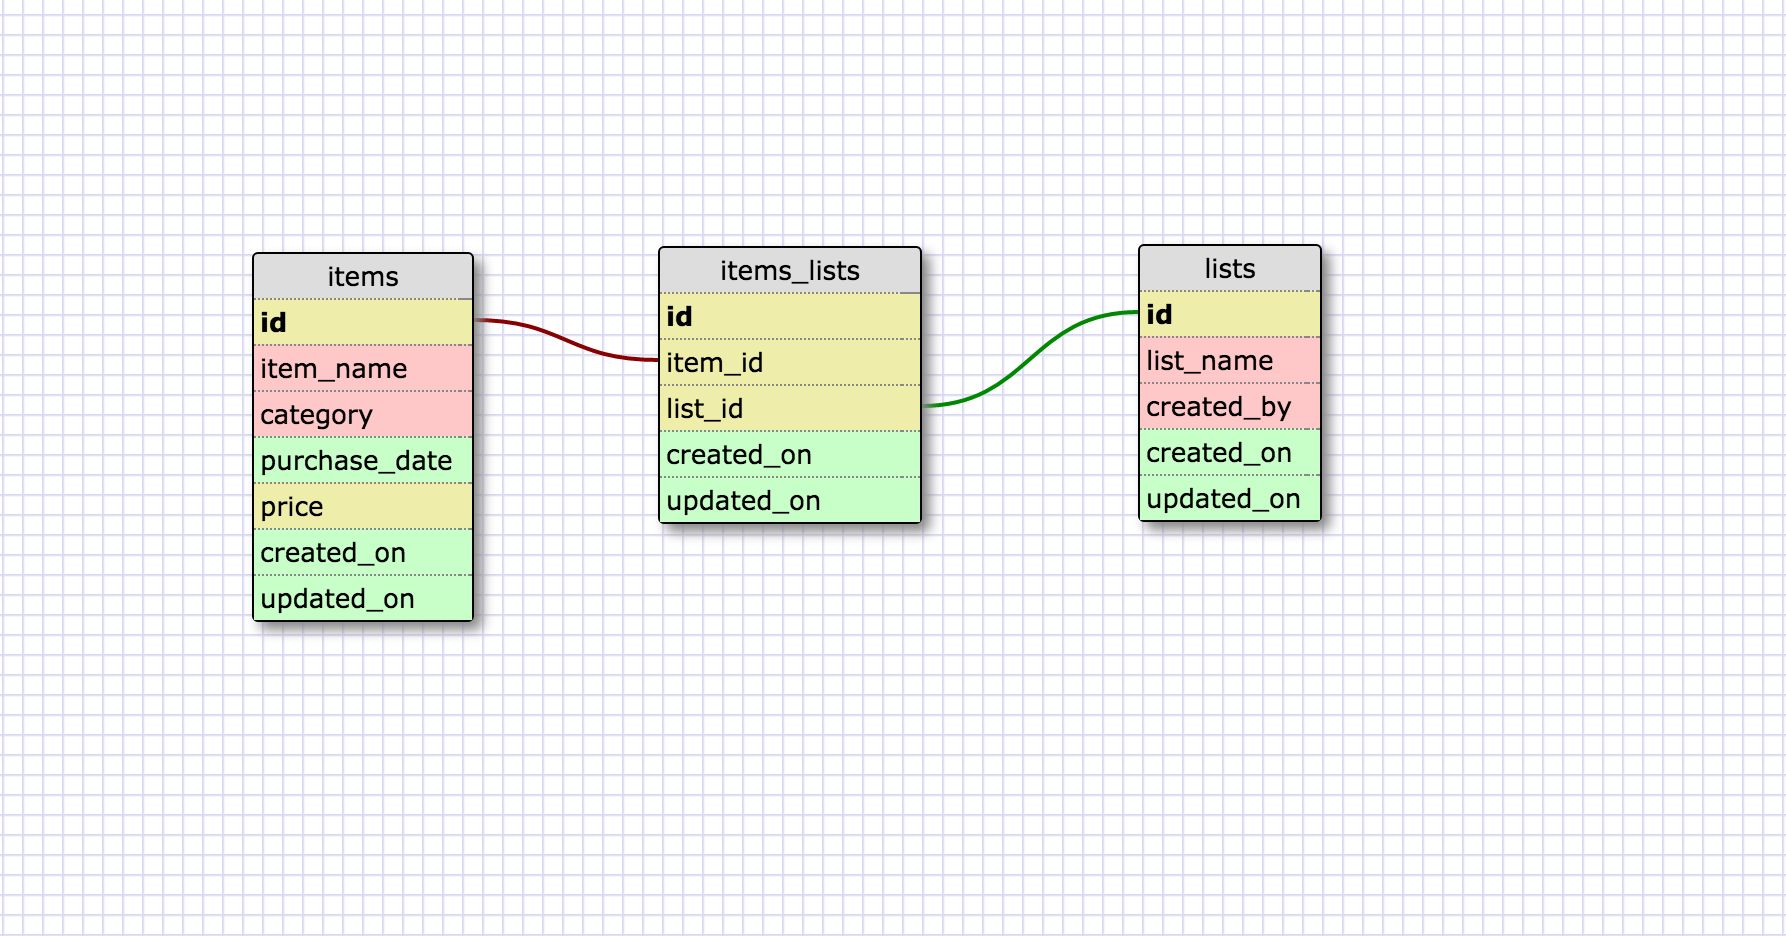 items
id
item_name
category
purchase_date
price
created_on
updated_on
items_lists
id
item_id
list_id
created_on
updated_on
lists
id
list_name
created_by
created_on
updated_on